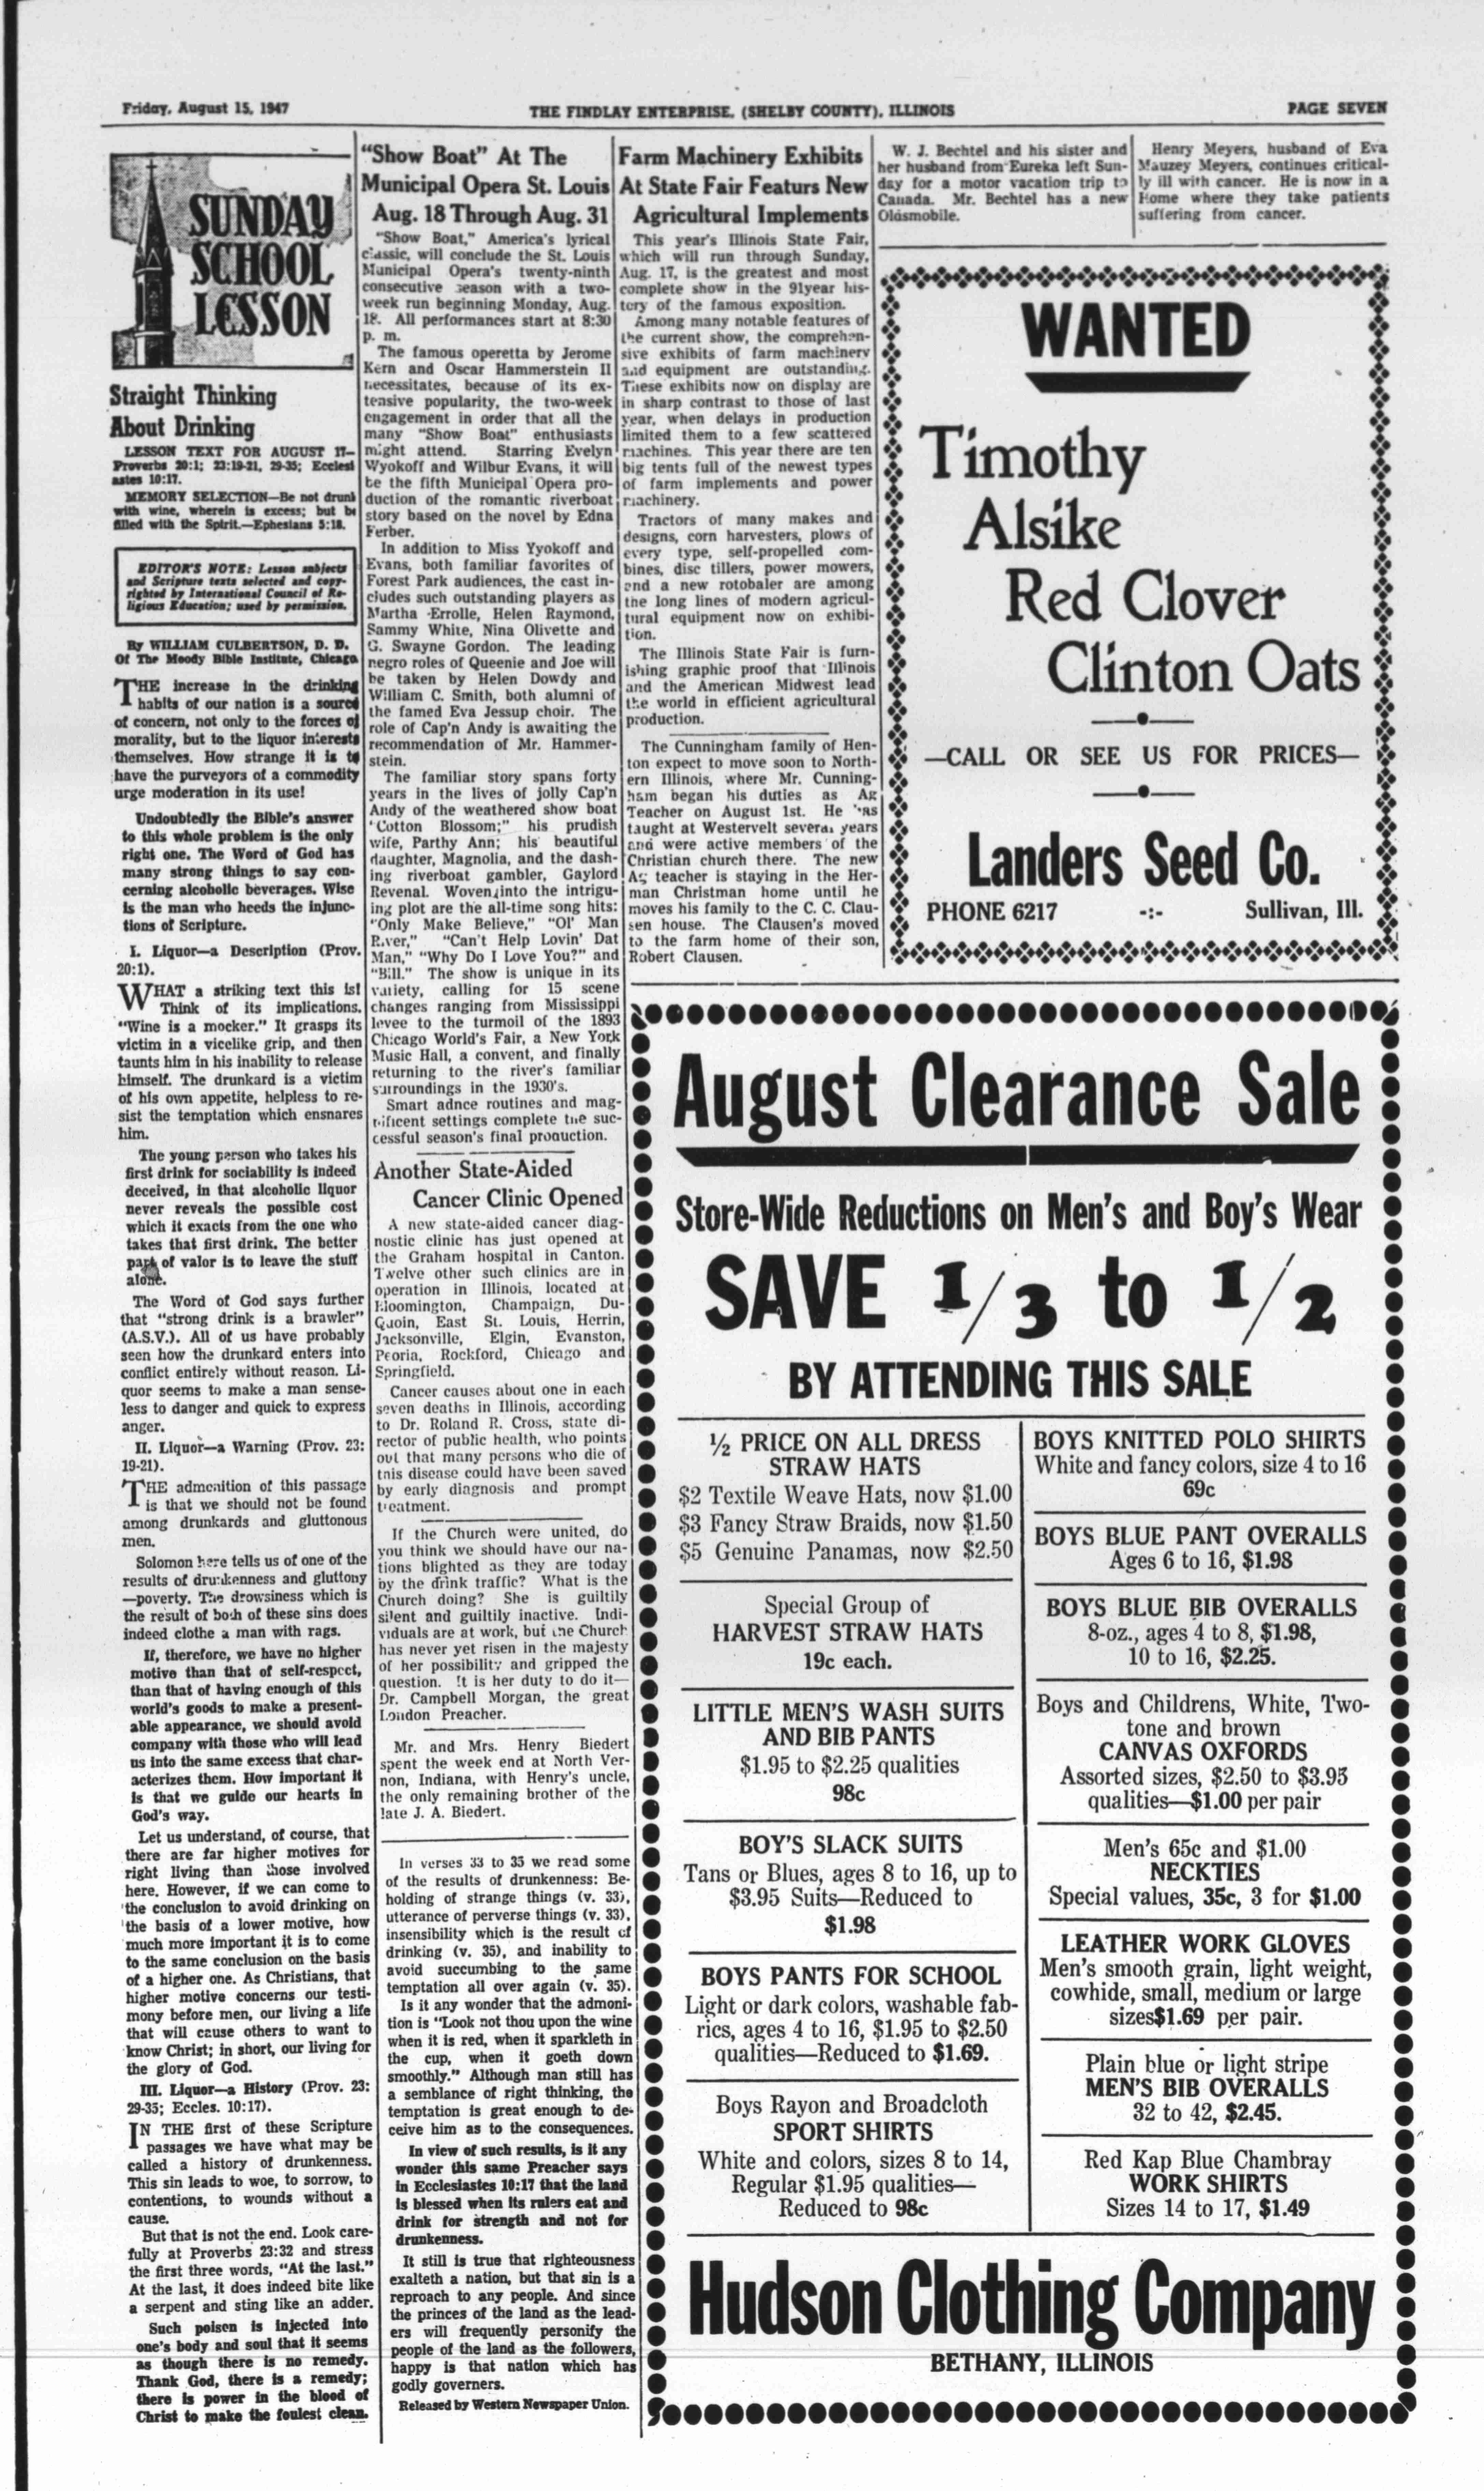 Friday, August 15, 1947
THE FINDLAY ENTERPRISE, (SHELBY COUNTY), ILLINOIS
PAGE SEVEN
SUNDAY
SCHOOL
LESSON
Straight Thinking
About Drinking
LESSON TEXT FOR AUGUST 17—
Proverbs 20:1; 23:19-21, 29-35; Ecclesi
astes 10:17.
MEMORY SELECTION—Be not drunk
with wine, wherein is excess; but be
filled with the Spirit.—Ephesians 5:18.
EDITOR'S NOTE: Lesson subjects
and Scripture texts selected and copy-
righted by International Council of Re-
ligious Education; used by permission.
By WILLIAM CULBERTSON, D. D.
Of The Moody Bible Institute, Chicago
THE increase in the drinking
habits of our nation is a source
of concern, not only to the forces of
morality, but to the liquor interests
themselves. How strange it is to
have the purveyors of a commodity
urge moderation in its use!
Undoubtedly the Bible's answer
to this whole problem is the only
right one. The Word of God has
many strong things to say con-
cerning alcoholic beverages. Wise
is the man who heeds the injunc-
tions of Scripture.
I. Liquor—a Description (Prov.
20:1).
WHAT a striking text this is!
Think of its implications.
"Wine is a mocker." It grasps its
victim in a vicelike grip, and then
taunts him in his inability to release
himself. The drunkard is a victim
of his own appetite, helpless to re-
sist the temptation which ensnares
him.
The young person who takes his
first drink for sociability is indeed
deceived, in that alcoholic liquor
never reveals the possible cost
which it exacts from the one who
takes that first drink. The better
part of valor is to leave the stuff
alone.
The Word of God says further
that "strong drink is a brawler"
(A.S.V.). All of us have probably
seen how the drunkard enters into
conflict entirely without reason. Li-
quor seems to make a man sense-
less to danger and quick to express
anger.
II. Liquor—a Warning (Prov. 23:
19-21).
THE admonition of this passage
is that we should not be found
among drunkards and gluttonous
men.
Solomon here tells us of one of the
results of drunkenness and gluttony
—poverty. The drowsiness which is
the result of both of these sins does
indeed clothe a man with rags.
If, therefore, we have no higher
motive than that of self-respect,
than that of having enough of this
world's goods to make a present-
able appearance, we should avoid
company with those who will lead
us into the same excess that char-
acterizes them. How important it
is that we guide our hearts in
God's way.
Let us understand, of course, that
there are far higher motives for
right living than those involved
here. However, if we can come to
the conclusion to avoid drinking on
the basis of a lower motive, how
much more important it is to come
to the same conclusion on the basis
of a higher one. As Christians, that
higher motive concerns our testi-
mony before men, our living a life
that will cause others to want to
know Christ; in short, our living for
the glory of God.
III. Liquor—a History (Prov. 23:
29-35; Eccles. 10:17).
IN THE first of these Scripture
passages we have what may be
called a history of drunkenness.
This sin leads to woe, to sorrow, to
contentions, to wounds without a
cause.
But that is not the end. Look care-
fully at Proverbs 23:32 and stress
the first three words, "At the last."
At the last, it does indeed bite like
a serpent and sting like an adder.
Such poison is injected into
one's body and soul that it seems
as though there is no remedy.
Thank God, there is a remedy;
there is power in the blood of
Christ to make the foulest clean.
"Show Boat" At The
Municipal Opera St. Louis
Aug. 18 Through Aug. 31
"Show Boat," America's lyrical
classic, will conclude the St. Louis
Municipal Opera's twenty-ninth
consecutive season with a two-
week run beginning Monday, Aug.
18. All performances start at 8:30
p. m.
The famous operetta by Jerome
Kern and Oscar Hammerstein II
necessitates, because of its ex-
tensive popularity, the two-week
engagement in order that all the
many "Show Boat" enthusiasts
might attend. Starring Evelyn
Wyokoff and Wilbur Evans, it will
be the fifth Municipal Opera pro-
duction of the romantic riverboat
story based on the novel by Edna
Ferber.
In addition to Miss Yyokoff and
Evans, both familiar favorites of
Forest Park audiences, the cast in-
cludes such outstanding players as
Martha Errolle, Helen Raymond,
Sammy White, Nina Olivette and
G. Swayne Gordon. The leading
negro roles of Queenie and Joe will
be taken by Helen Dowdy and
William C. Smith, both alumni of
the famed Eva Jessup choir. The
role of Cap'n Andy is awaiting the
recommendation of Mr. Hammer-
stein.
The familiar story spans forty
years in the lives of jolly Cap'n
Andy of the weathered show boat
"Cotton Blossom;" his prudish
wife, Parthy Ann; his beautiful
daughter, Magnolia, and the dash-
ing riverboat gambler, Gaylord
Revenal. Woven into the intrigu-
ing plot are the all-time song hits:
"Only Make Believe," "Ol' Man
River," "Can't Help Lovin' Dat
Man," "Why Do I Love You?" and
"Bill." The show is unique in its
variety, calling for 15 scene
changes ranging from Mississippi
levee to the turmoil of the 1893
Chicago World's Fair, a New York
Music Hall, a convent, and finally
returning to the river's familiar
surroundings in the 1930's.
Smart adnce routines and mag-
nificent settings complete the suc-
cessful season's final production.
Another State-Aided
Cancer Clinic Opened
A new state-aided cancer diag-
nostic clinic has just opened at
the Graham hospital in Canton.
Twelve other such clinics are in
operation in Illinois, located at
Bloomington, Champaign, Du-
Quoin, East St. Louis, Herrin,
Jacksonville, Elgin, Evanston,
Peoria, Rockford, Chicago and
Springfield.
Cancer causes about one in each
seven deaths in Illinois, according
to Dr. Roland R. Cross, state di-
rector of public health, who points
out that many persons who die of
this disease could have been saved
by early diagnosis and prompt
treatment.
If the Church were united, do
you think we should have our na-
tions blighted as they are today
by the drink traffic? What is the
Church doing? She is guiltily
silent and guiltily inactive. Indi-
viduals are at work, but the Church
has never yet risen in the majesty
of her possibility and gripped the
question. It is her duty to do it—
Dr. Campbell Morgan, the great
London Preacher.
Mr. and Mrs. Henry Biedert
spent the week end at North Ver-
non, Indiana, with Henry's uncle,
the only remaining brother of the
late J. A. Biedert.
In verses 33 to 35 we read some
of the results of drunkenness: Be-
holding of strange things (v. 33),
utterance of perverse things (v. 33),
insensibility which is the result of
drinking (v. 35), and inability to
avoid succumbing to the same
temptation all over again (v. 35).
Is it any wonder that the admoni-
tion is "Look not thou upon the wine
when it is red, when it sparkleth in
the cup, when it goeth down
smoothly." Although man still has
a semblance of right thinking, the
temptation is great enough to de-
ceive him as to the consequences.
In view of such results, is it any
wonder this same Preacher says
in Ecclesiastes 10:17 that the land
is blessed when its rulers eat and
drink for strength and not for
drunkenness.
It still is true that righteousness
exalteth a nation, but that sin is a
reproach to any people. And since
the princes of the land as the lead-
ers will frequently personify the
people of the land as the followers,
happy is that nation which has
godly governers.
Released by Western Newspaper Union.
Farm Machinery Exhibits
At State Fair Featurs New
Agricultural Implements
This year's Illinois State Fair,
which will run through Sunday,
Aug. 17, is the greatest and most
complete show in the 91year his-
tory of the famous exposition.
Among many notable features of
the current show, the comprehen-
sive exhibits of farm machinery
and equipment are outstanding.
These exhibits now on display are
in sharp contrast to those of last
year, when delays in production
limited them to a few scattered
machines. This year there are ten
big tents full of the newest types
of farm implements and power
machinery.
Tractors of many makes and
designs, corn harvesters, plows of
every type, self-propelled com-
bines, disc tillers, power mowers,
and a new rotobaler are among
the long lines of modern agricul-
tural equipment now on exhibi-
tion.
The Illinois State Fair is furn-
ishing graphic proof that Illinois
and the American Midwest lead
the world in efficient agricultural
production.
The Cunningham family of Hen-
ton expect to move soon to North-
ern Illinois, where Mr. Cunning-
ham began his duties as Ag
Teacher on August 1st. He has
taught at Westervelt several years
and were active members of the
Christian church there. The new
Ag teacher is staying in the Her-
man Christman home until he
moves his family to the C. C. Clau-
sen house. The Clausen's moved
to the farm home of their son,
Robert Clausen.
W. J. Bechtel and his sister and
her husband from Eureka left Sun-
day for a motor vacation trip to
Canada. Mr. Bechtel has a new
Oldsmobile.
Henry Meyers, husband of Eva
Mauzey Meyers, continues critical-
ly ill with cancer. He is now in a
Home where they take patients
suffering from cancer.
WANTED
Timothy
Alsike
Red Clover
Clinton Oats
—CALL OR SEE US FOR PRICES—
Landers Seed Co.
PHONE 6217 -:- Sullivan, Ill.
August Clearance Sale
Store-Wide Reductions on Men's and Boy's Wear
SAVE 1/3 to 1/2
BY ATTENDING THIS SALE
½ PRICE ON ALL DRESS
STRAW HATS
$2 Textile Weave Hats, now $1.00
$3 Fancy Straw Braids, now $1.50
$5 Genuine Panamas, now $2.50
Special Group of
HARVEST STRAW HATS
19c each.
LITTLE MEN'S WASH SUITS
AND BIB PANTS
$1.95 to $2.25 qualities
98c
BOY'S SLACK SUITS
Tans or Blues, ages 8 to 16, up to
$3.95 Suits—Reduced to
$1.98
BOYS PANTS FOR SCHOOL
Light or dark colors, washable fab-
rics, ages 4 to 16, $1.95 to $2.50
qualities—Reduced to $1.69.
Boys Rayon and Broadcloth
SPORT SHIRTS
White and colors, sizes 8 to 14,
Regular $1.95 qualities—
Reduced to 98c
BOYS KNITTED POLO SHIRTS
White and fancy colors, size 4 to 16
69c
BOYS BLUE PANT OVERALLS
Ages 6 to 16, $1.98
BOYS BLUE BIB OVERALLS
8-oz., ages 4 to 8, $1.98,
10 to 16, $2.25.
Boys and Childrens, White, Two-
tone and brown
CANVAS OXFORDS
Assorted sizes, $2.50 to $3.95
qualities—$1.00 per pair
Men's 65c and $1.00
NECKTIES
Special values, 35c, 3 for $1.00
LEATHER WORK GLOVES
Men's smooth grain, light weight,
cowhide, small, medium or large
sizes$1.69 per pair.
Plain blue or light stripe
MEN'S BIB OVERALLS
32 to 42, $2.45.
Red Kap Blue Chambray
WORK SHIRTS
Sizes 14 to 17, $1.49
Hudson Clothing Company
BETHANY, ILLINOIS